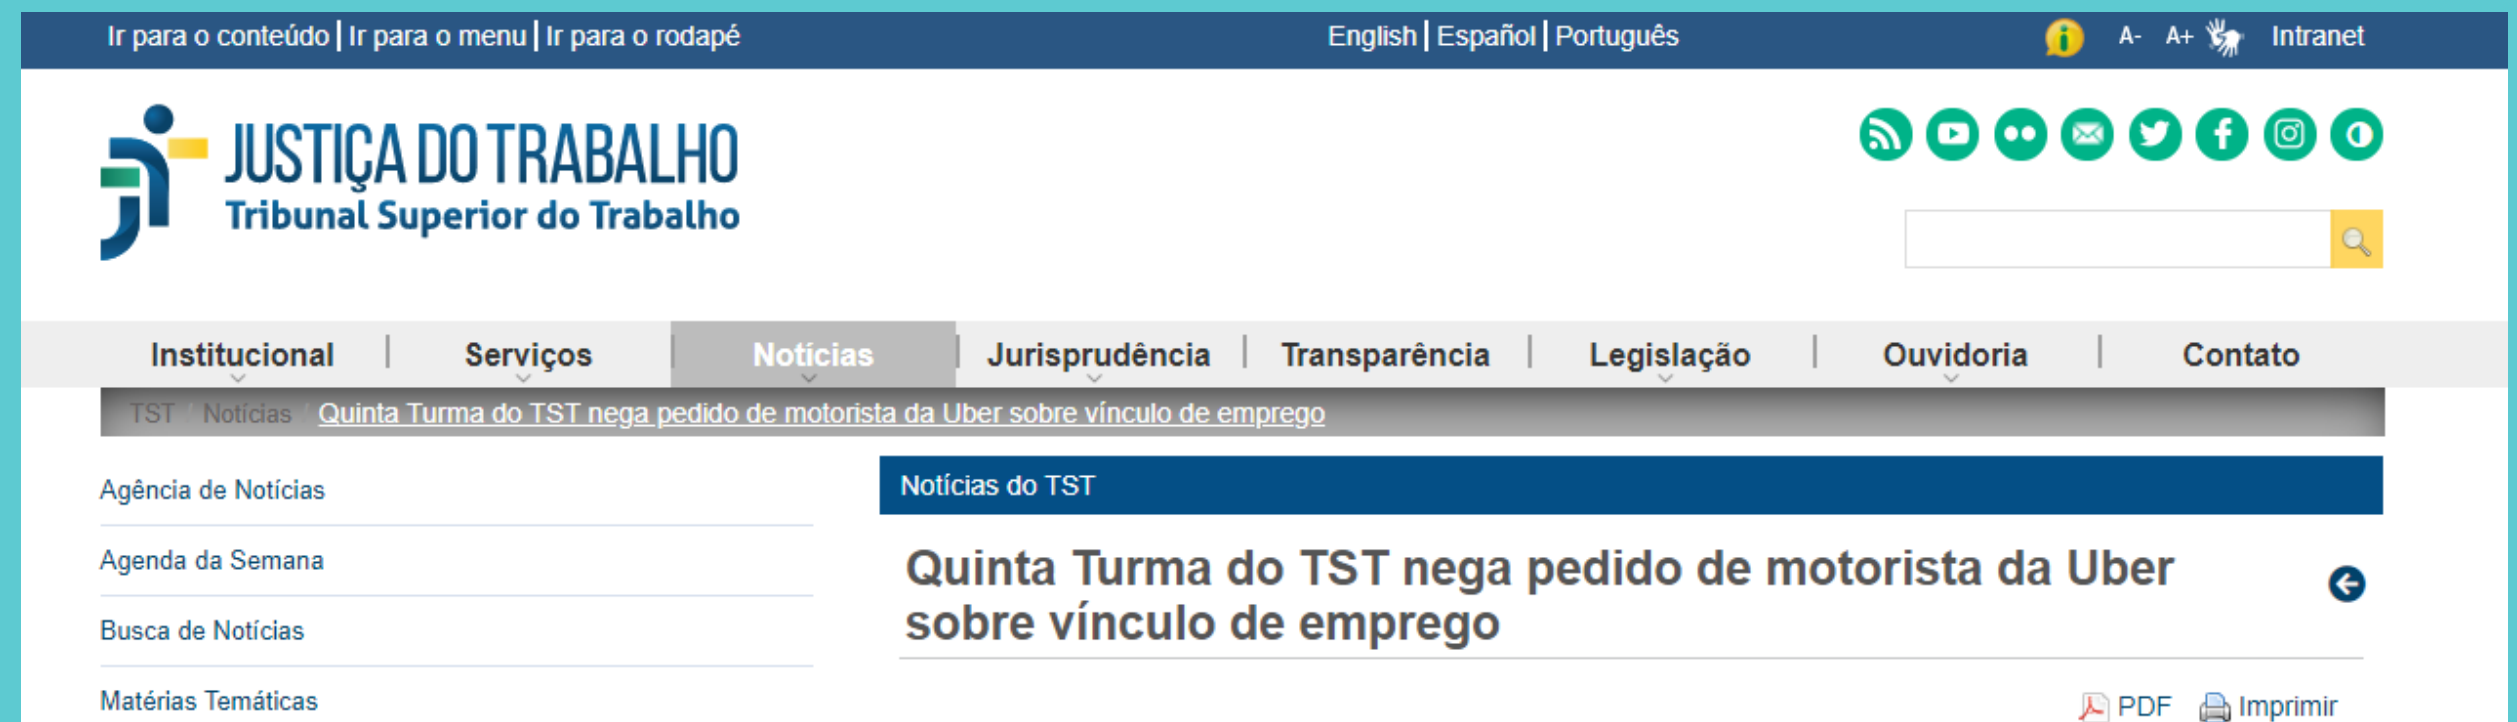 Ir para o conteúdo | Ir para o menu | Ir para o rodapé
English | Español | Português
A- A+ Intranet
JUSTIÇA DO TRABALHO
Tribunal Superior do Trabalho
Institucional | Serviços | Notícias | Jurisprudência | Transparência | Legislação | Ouvidoria | Contato
TST / Notícias / Quinta Turma do TST nega pedido de motorista da Uber sobre vínculo de emprego
Agência de Notícias
Agenda da Semana
Busca de Notícias
Matérias Temáticas
Notícias do TST
Quinta Turma do TST nega pedido de motorista da Uber
sobre vínculo de emprego
PDF Imprimir